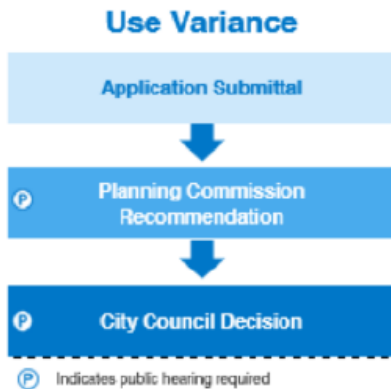 Use Variance
Application Submittal
P
Planning Commission
Recommendation
P
City Council Decision
P Indicates public hearing required